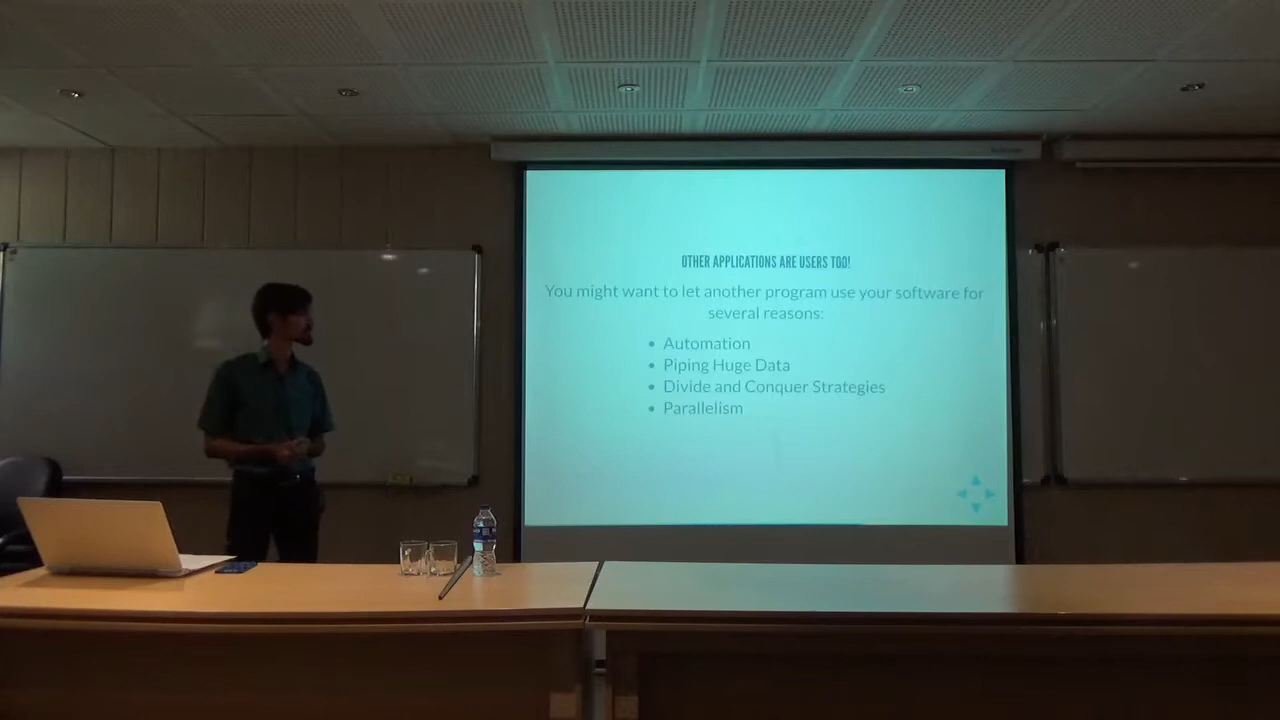 OTHER APPLICATIONS ARE USERS TOO!
You might want to let another program use your software for
several reasons:
• Automation
• Piping Huge Data
• Divide and Conquer Strategies
• Parallelism